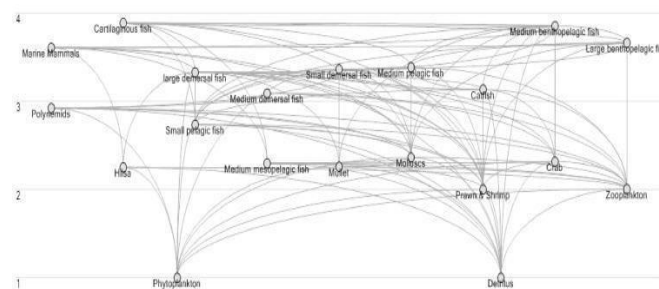 4
Cartilaginous fish
Medium benthopelagic fish
Marine Mammals
Large benthopelagic fi
large demersal fish
Small demersal fish
Medium pelagic fish
3
Medium demersal fish
Catfish
Polynemids
Small pelagic fish
Hilsa
Medium mesopelagic fish
Mullet
Molluscs
Crab
2
Prawn & Shrimp
Zooplankton
1
Phytoplankton
Detritus